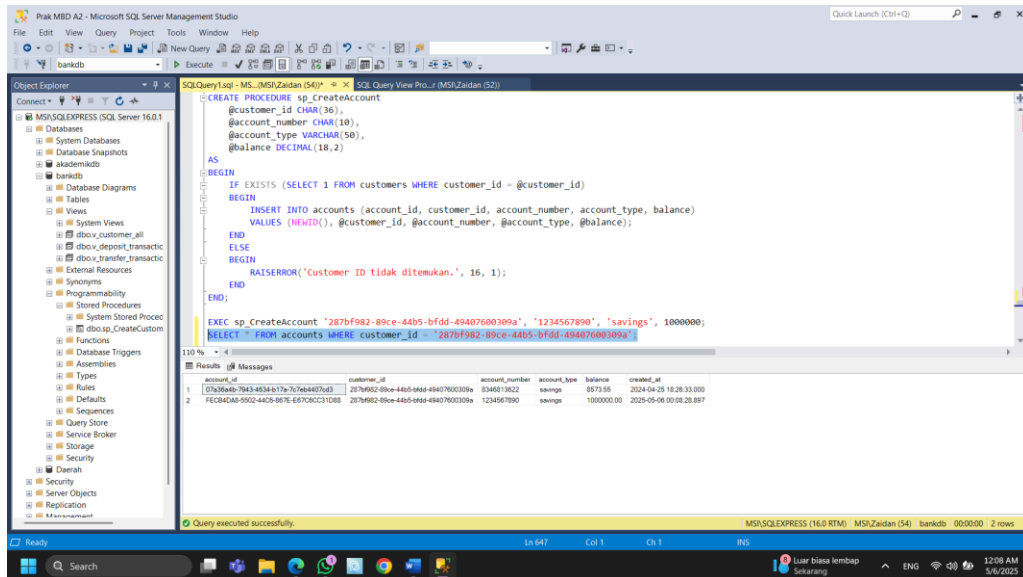 Prak MBD A2 - Microsoft SQL Server Management Studio
Quick Launch (Ctrl+Q)
File Edit View Query Project Tools Window Help
New Query
bankdb
Execute
Object Explorer
SQLQuery1.sql - MS...(MSI\Zaidan (54))*
SQL Query View Pro...r (MSI\Zaidan (52))
Connect
MSI\SQLEXPRESS (SQL Server 16.0.1
Databases
System Databases
Database Snapshots
akademikdb
bankdb
Database Diagrams
Tables
Views
System Views
dbo.v_customer_all
dbo.v_deposit_transactic
dbo.v_transfer_transactic
External Resources
Synonyms
Programmability
Stored Procedures
System Stored Proced
dbo.sp_CreateCustom
Functions
Database Triggers
Assemblies
Types
Rules
Defaults
Sequences
Query Store
Service Broker
Storage
Security
Daerah
Security
Server Objects
Replication
Management
CREATE PROCEDURE sp_CreateAccount
@customer_id CHAR(36),
@account_number CHAR(10),
@account_type VARCHAR(50),
@balance DECIMAL(18,2)
AS
BEGIN
IF EXISTS (SELECT 1 FROM customers WHERE customer_id = @customer_id)
BEGIN
INSERT INTO accounts (account_id, customer_id, account_number, account_type, balance)
VALUES (NEWID(), @customer_id, @account_number, @account_type, @balance);
END
ELSE
BEGIN
RAISERROR('Customer ID tidak ditemukan.', 16, 1);
END
END;
EXEC sp_CreateAccount '287bf982-89ce-44b5-bfdd-49407600309a', '1234567890', 'savings', 1000000;
SELECT * FROM accounts WHERE customer_id = '287bf982-89ce-44b5-bfdd-49407600309a';
110 %
Results Messages
account_id customer_id account_number account_type balance created_at
1 07a36a4b-7943-4634-b17a-7c7eb4407cd3 287bf982-89ce-44b5-bfdd-49407600309a 8346813622 savings 8573.55 2024-04-25 18:26:33.000
2 FECB4DA8-5502-44C6-867E-E67C6CC31D88 287bf982-89ce-44b5-bfdd-49407600309a 1234567890 savings 1000000.00 2025-05-06 00:08:28.897
Query executed successfully.
MSI\SQLEXPRESS (16.0 RTM) MSI\Zaidan (54) bankdb 00:00:00 2 rows
Ready Ln 647 Col 1 Ch 1 INS
Search
8
Luar biasa lembap
Sekarang
ENG
12:08 AM
5/6/2025